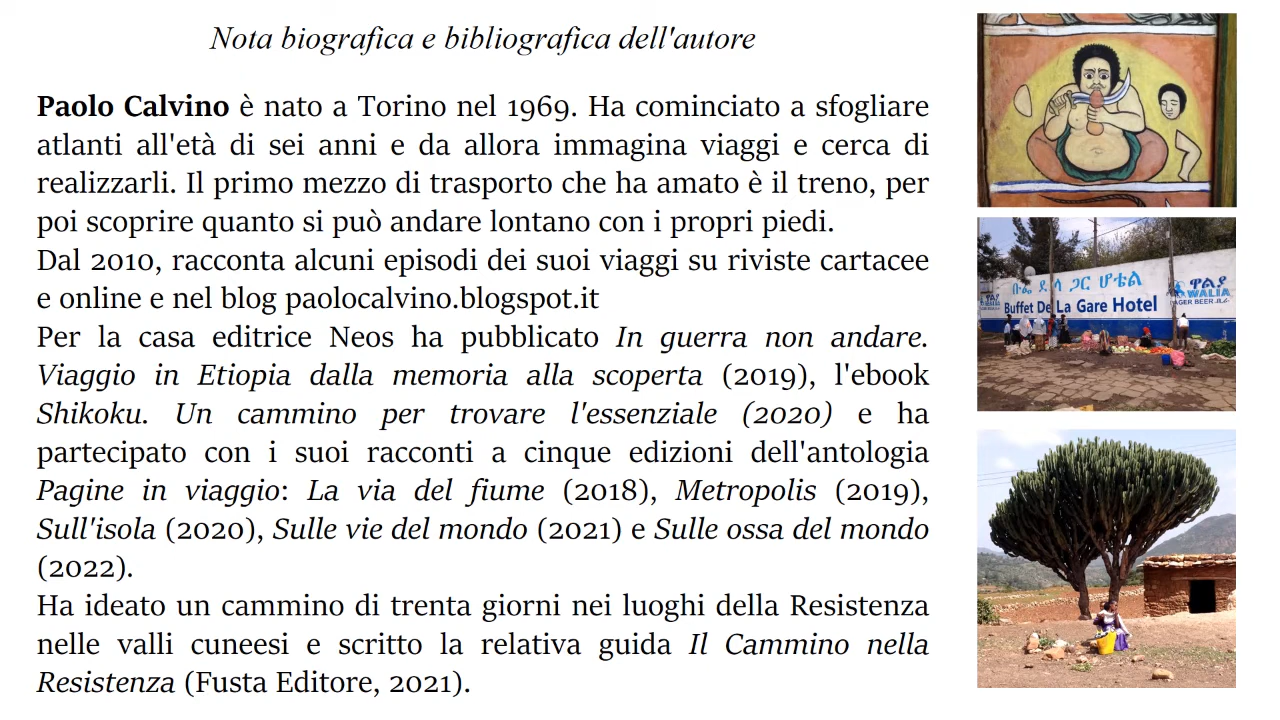 Nota biografica e bibliografica dell'autore
Paolo Calvino è nato a Torino nel 1969. Ha cominciato a sfogliare
atlanti all'età di sei anni e da allora immagina viaggi e cerca di
realizzarli. Il primo mezzo di trasporto che ha amato è il treno, per
poi scoprire quanto si può andare lontano con i propri piedi.
Dal 2010, racconta alcuni episodi dei suoi viaggi su riviste cartacee
e online e nel blog paolocalvino.blogspot.it
Per la casa editrice Neos ha pubblicato In guerra non andare.
Viaggio in Etiopia dalla memoria alla scoperta (2019), l'ebook
Shikoku. Un cammino per trovare l'essenziale (2020) e ha
partecipato con i suoi racconti a cinque edizioni dell'antologia
Pagine in viaggio: La via del fiume (2018), Metropolis (2019),
Sull'isola (2020), Sulle vie del mondo (2021) e Sulle ossa del mondo
(2022).
Ha ideato un cammino di trenta giorni nei luoghi della Resistenza
nelle valli cuneesi e scritto la relativa guida Il Cammino nella
Resistenza (Fusta Editore, 2021).
ቡፌ ደ ላ ጋር ሆቴል
Buffet De La Gare Hotel
ዋልያ
WALIA
BEER ቢራ